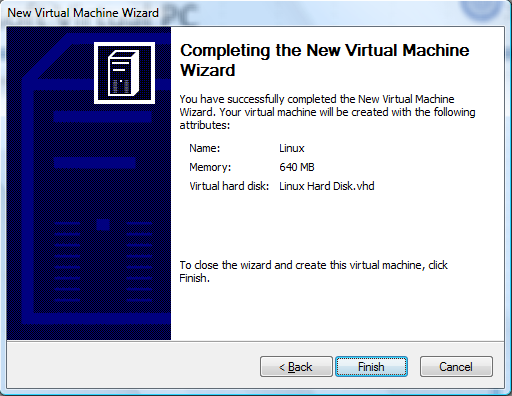 New Virtual Machine Wizard
Completing the New Virtual Machine
Wizard
You have successfully completed the New Virtual Machine
Wizard. Your virtual machine will be created with the following
attributes:
Name: Linux
Memory: 640 MB
Virtual hard disk: Linux Hard Disk.vhd
To close the wizard and create this virtual machine, click
Finish.
< Back Finish Cancel